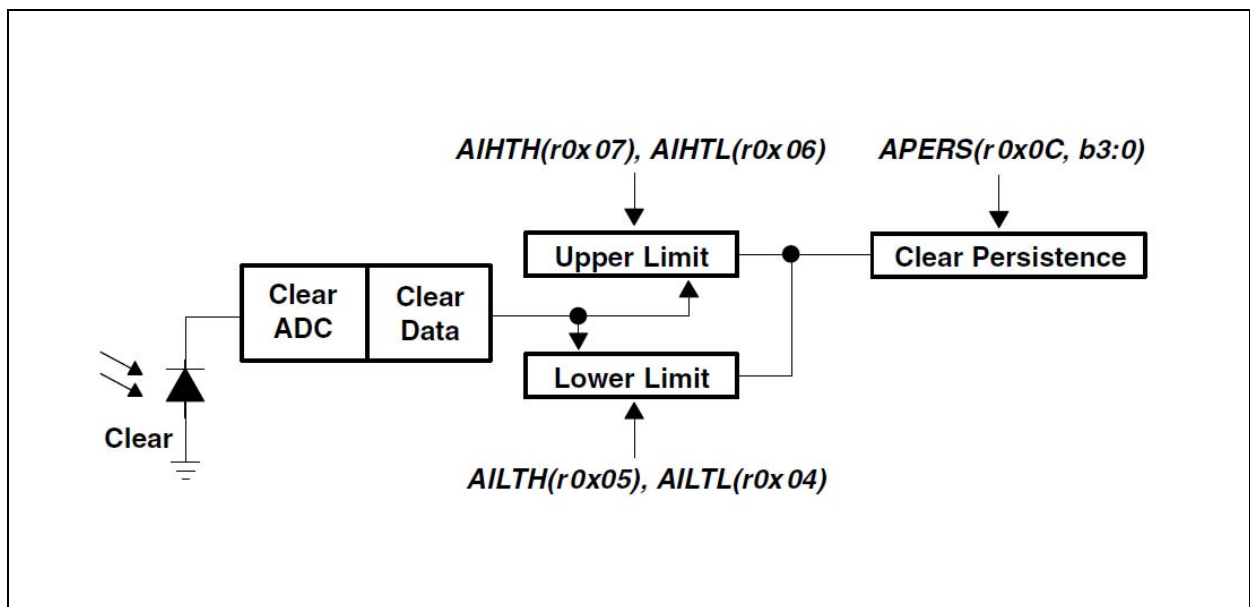 AIHTH(r0x07), AIHTL(r0x06)
APERS(r0x0C, b3:0)
Upper Limit
Clear Persistence
Clear
ADC
Clear
Data
Lower Limit
Clear
AILTH(r0x05), AILTL(r0x04)